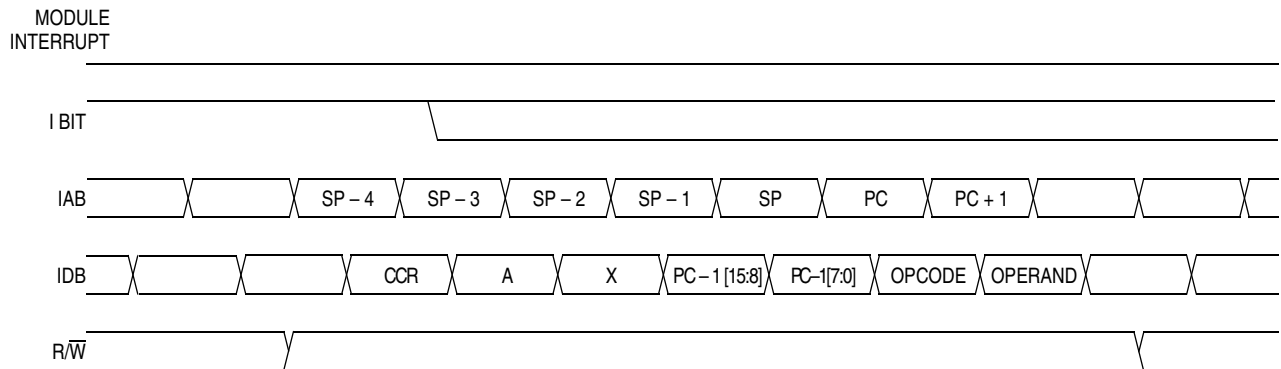 MODULE
INTERRUPT
I BIT
IAB SP – 4 SP – 3 SP – 2 SP – 1 SP PC PC + 1
IDB CCR A X PC – 1 [15:8] PC–1[7:0] OPCODE OPERAND
R/W̅